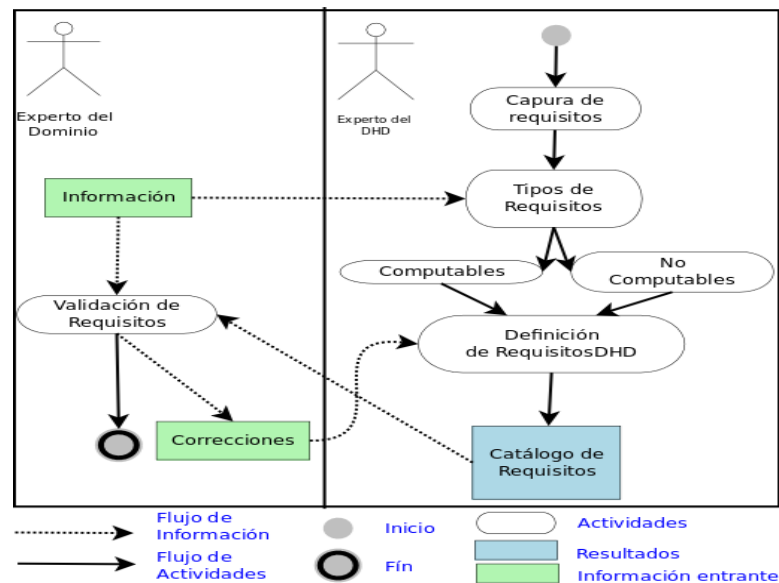 Experto del
Dominio
Experto del
DHD
Capura de
requisitos
Información
Tipos de
Requisitos
Computables
No
Computables
Validación de
Requisitos
Definición
de RequisitosDHD
Correcciones
Catálogo de
Requisitos
Flujo de
Información
Flujo de
Actividades
Inicio
Fín
Actividades
Resultados
Información entrante